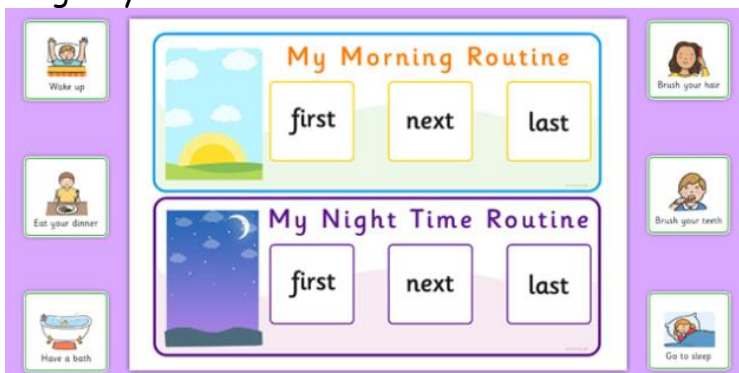 Wake up
Eat your dinner
Have a bath
My Morning Routine
first next last
My Night Time Routine
first next last
Brush your hair
Brush your teeth
Go to sleep